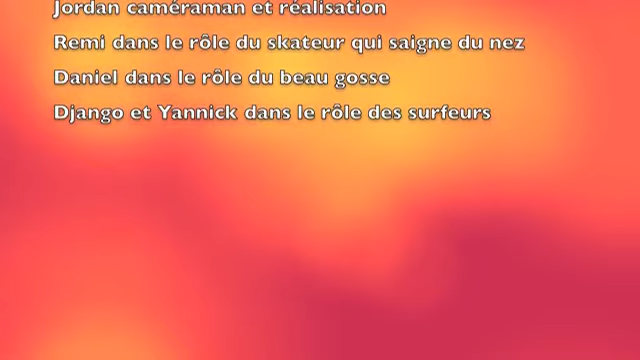 Jordan caméraman et réalisation
Remi dans le rôle du skateur qui saigne du nez
Daniel dans le rôle du beau gosse
Django et Yannick dans le rôle des surfeurs